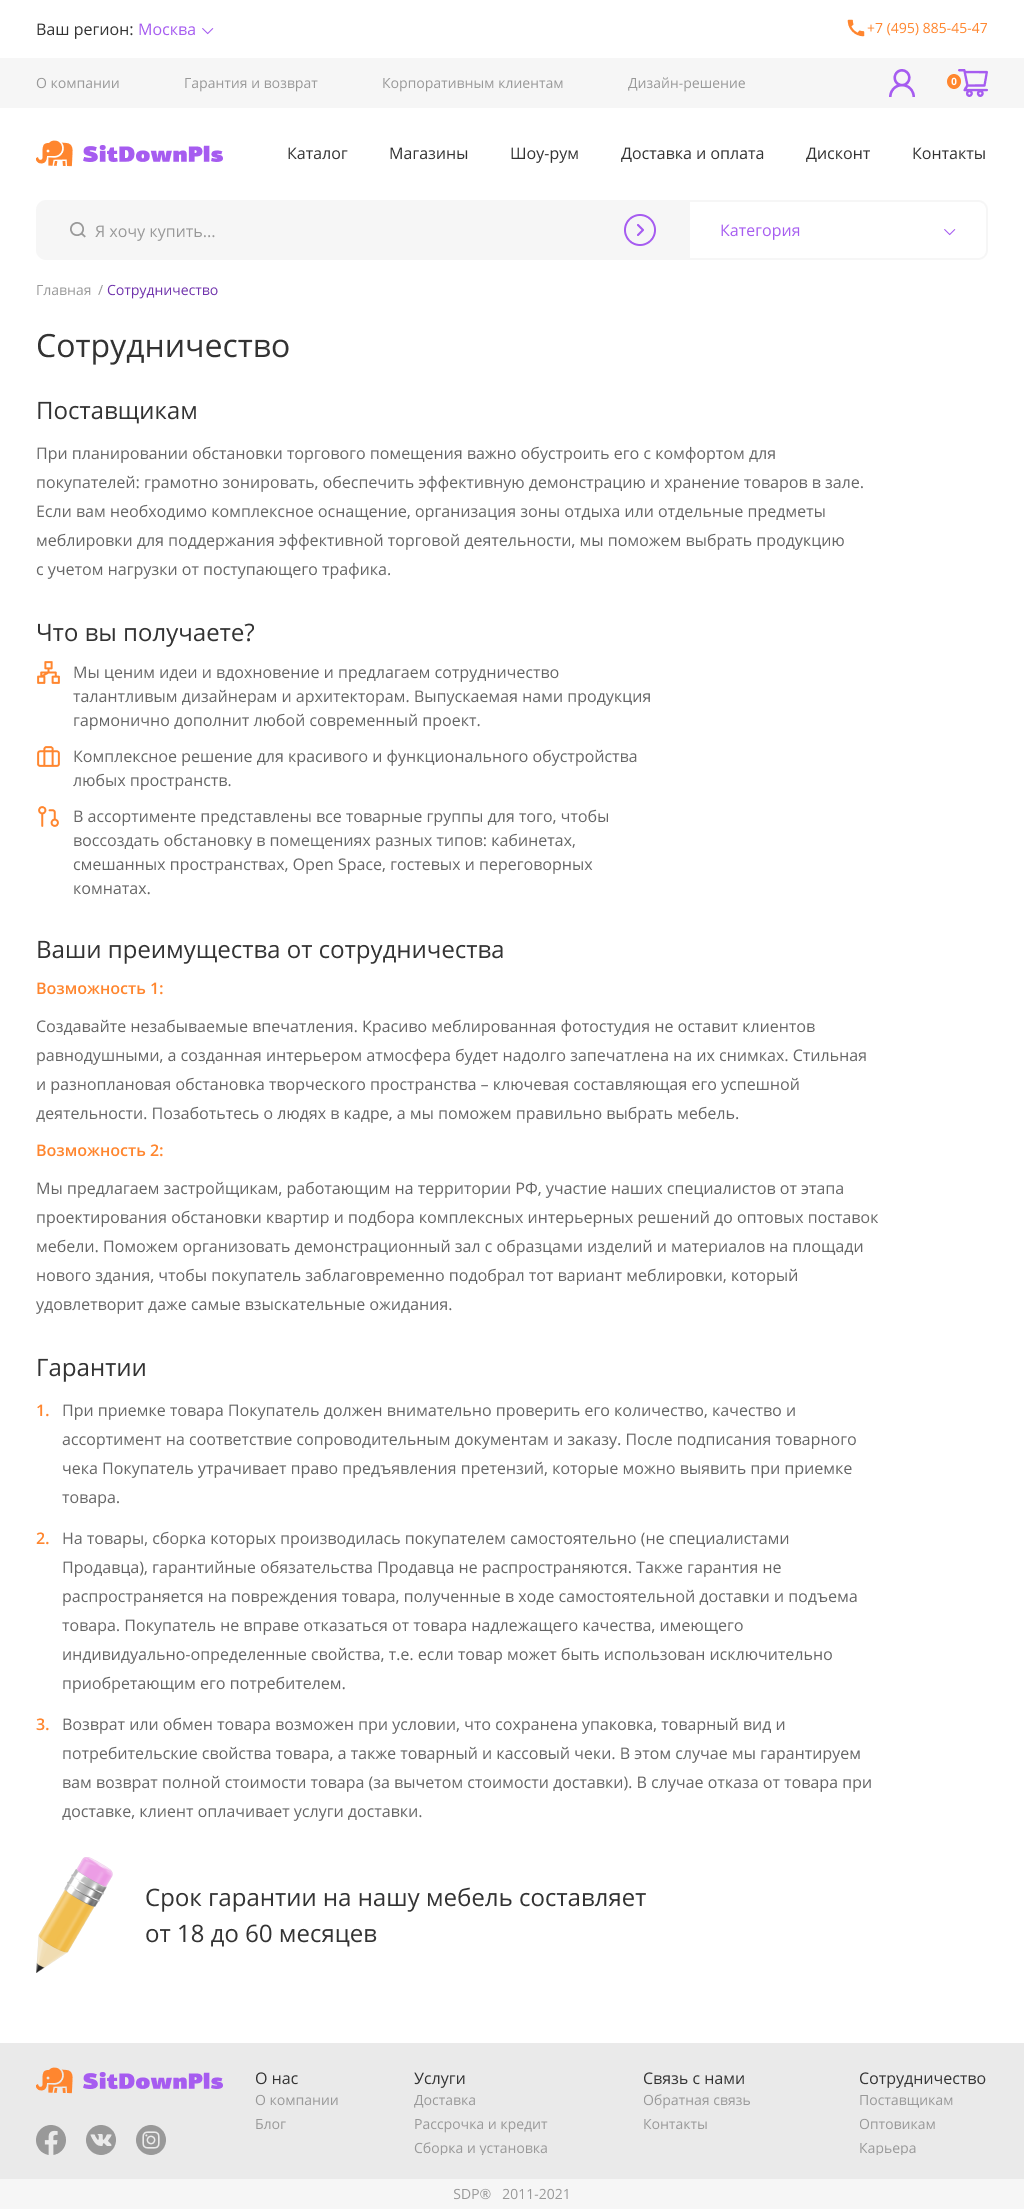 Ваш регион: Москва
+7 (495) 885-45-47
О компании Гарантия и возврат Корпоративным клиентам Дизайн-решение
0
SitDownPls
Каталог Магазины Шоу-рум Доставка и оплата Дисконт Контакты
Я хочу купить...
Категория
Главная / Сотрудничество
Сотрудничество
Поставщикам
При планировании обстановки торгового помещения важно обустроить его с комфортом для
покупателей: грамотно зонировать, обеспечить эффективную демонстрацию и хранение товаров в зале.
Если вам необходимо комплексное оснащение, организация зоны отдыха или отдельные предметы
меблировки для поддержания эффективной торговой деятельности, мы поможем выбрать продукцию
с учетом нагрузки от поступающего трафика.
Что вы получаете?
Мы ценим идеи и вдохновение и предлагаем сотрудничество
талантливым дизайнерам и архитекторам. Выпускаемая нами продукция
гармонично дополнит любой современный проект.
Комплексное решение для красивого и функционального обустройства
любых пространств.
В ассортименте представлены все товарные группы для того, чтобы
воссоздать обстановку в помещениях разных типов: кабинетах,
смешанных пространствах, Open Space, гостевых и переговорных
комнатах.
Ваши преимущества от сотрудничества
Возможность 1:
Создавайте незабываемые впечатления. Красиво меблированная фотостудия не оставит клиентов
равнодушными, а созданная интерьером атмосфера будет надолго запечатлена на их снимках. Стильная
и разноплановая обстановка творческого пространства – ключевая составляющая его успешной
деятельности. Позаботьтесь о людях в кадре, а мы поможем правильно выбрать мебель.
Возможность 2:
Мы предлагаем застройщикам, работающим на территории РФ, участие наших специалистов от этапа
проектирования обстановки квартир и подбора комплексных интерьерных решений до оптовых поставок
мебели. Поможем организовать демонстрационный зал с образцами изделий и материалов на площади
нового здания, чтобы покупатель заблаговременно подобрал тот вариант меблировки, который
удовлетворит даже самые взыскательные ожидания.
Гарантии
1. При приемке товара Покупатель должен внимательно проверить его количество, качество и
ассортимент на соответствие сопроводительным документам и заказу. После подписания товарного
чека Покупатель утрачивает право предъявления претензий, которые можно выявить при приемке
товара.
2. На товары, сборка которых производилась покупателем самостоятельно (не специалистами
Продавца), гарантийные обязательства Продавца не распространяются. Также гарантия не
распространяется на повреждения товара, полученные в ходе самостоятельной доставки и подъема
товара. Покупатель не вправе отказаться от товара надлежащего качества, имеющего
индивидуально-определенные свойства, т.е. если товар может быть использован исключительно
приобретающим его потребителем.
3. Возврат или обмен товара возможен при условии, что сохранена упаковка, товарный вид и
потребительские свойства товара, а также товарный и кассовый чеки. В этом случае мы гарантируем
вам возврат полной стоимости товара (за вычетом стоимости доставки). В случае отказа от товара при
доставке, клиент оплачивает услуги доставки.
Срок гарантии на нашу мебель составляет
от 18 до 60 месяцев
SitDownPls
О нас
О компании
Блог
Услуги
Доставка
Рассрочка и кредит
Сборка и установка
Связь с нами
Обратная связь
Контакты
Сотрудничество
Поставщикам
Оптовикам
Карьера
SDP® 2011-2021